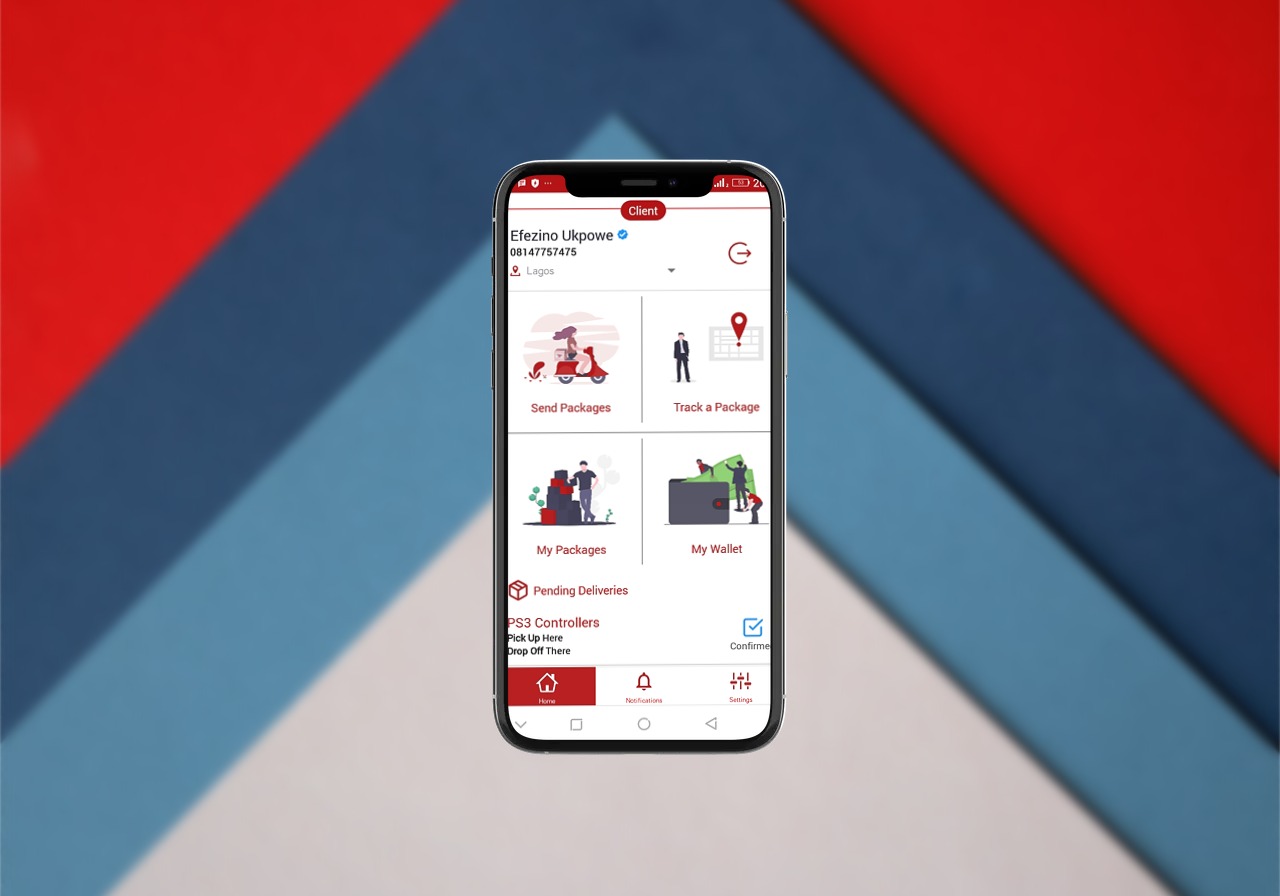 Client
Efezino Ukpowe
08147757475
Lagos
Send Packages
Track a Package
My Packages
My Wallet
Pending Deliveries
PS3 Controllers
Pick Up Here
Confirme
Drop Off There
Home
Notifications
Settings